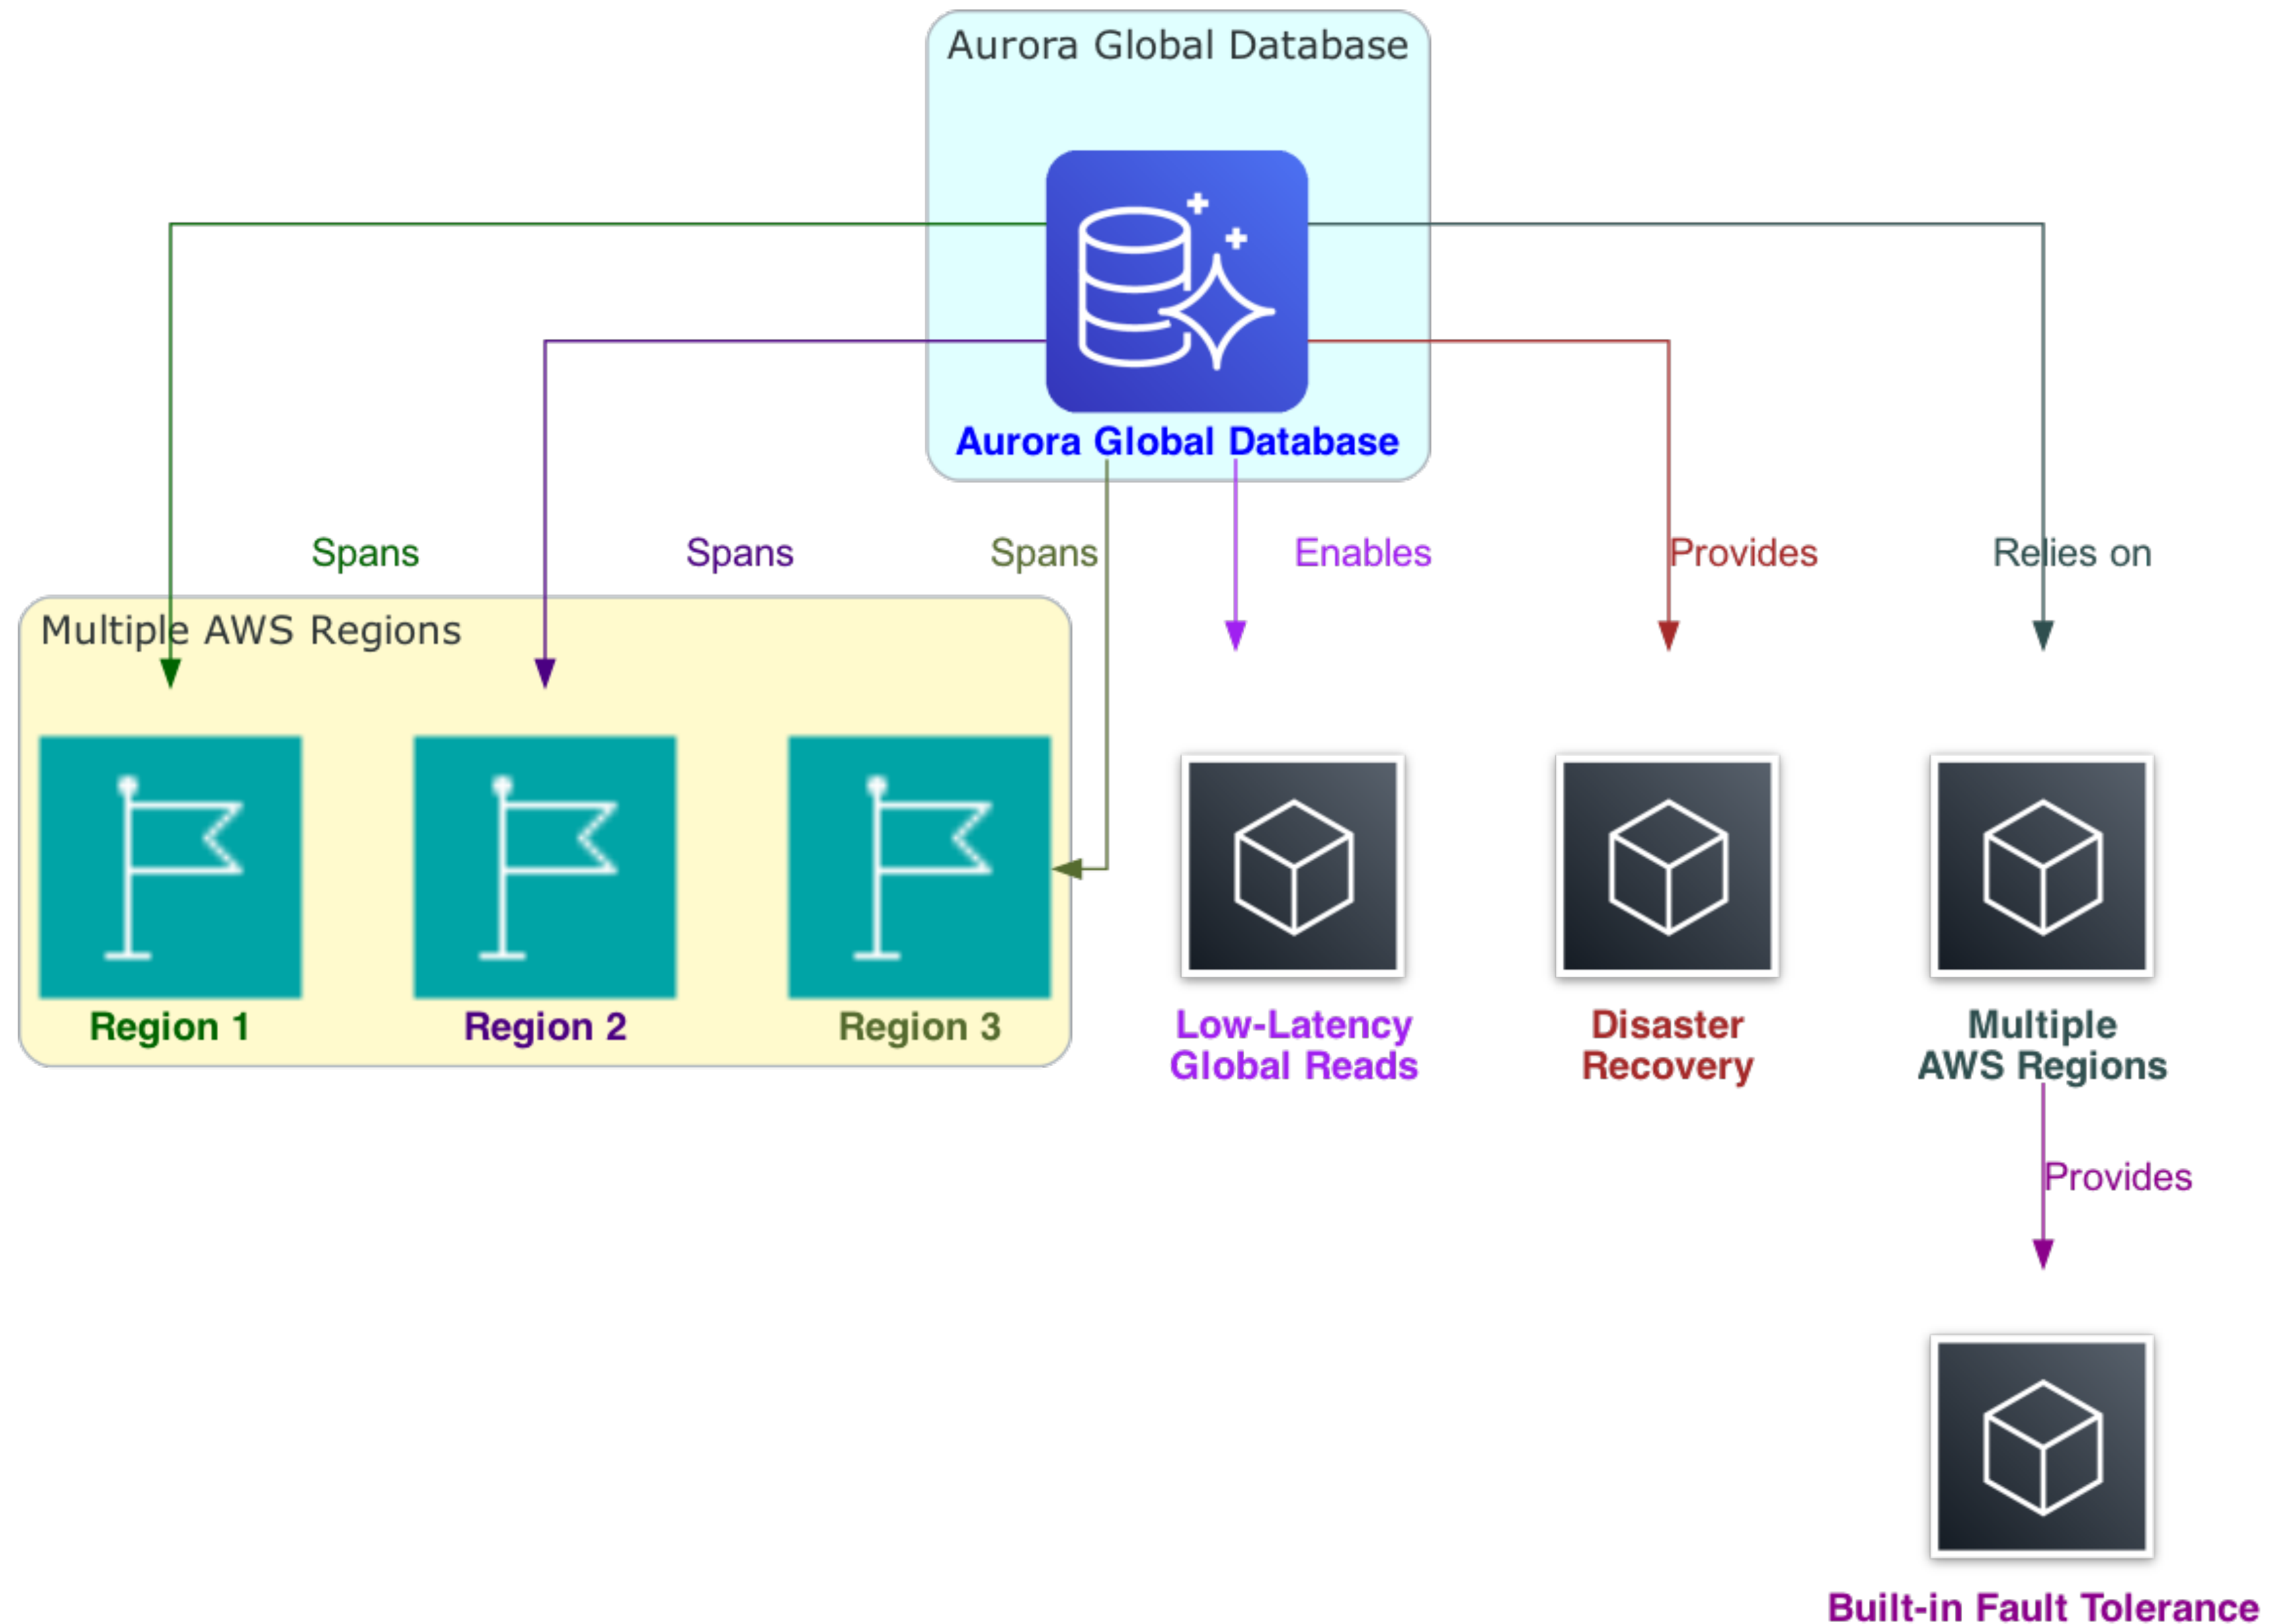 Aurora Global Database
Aurora Global Database
Spans
Spans
Spans
Enables
Provides
Relies on
Multiple AWS Regions
Region 1
Region 2
Region 3
Low-Latency
Global Reads
Disaster
Recovery
Multiple
AWS Regions
Provides
Built-in Fault Tolerance